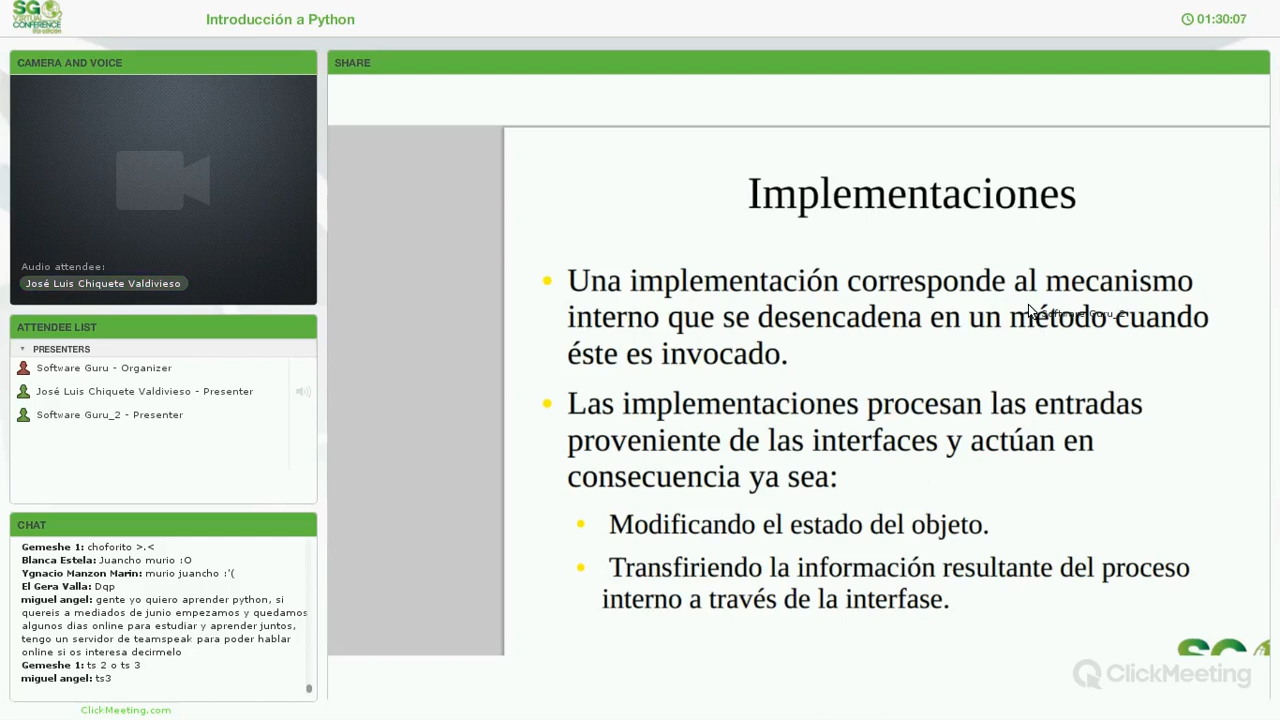 SG
VIRTUAL
CONFERENCE
Introducción a Python
01:30:07
CAMERA AND VOICE
Audio attendee:
José Luis Chiquete Valdivieso
ATTENDEE LIST
PRESENTERS
Software Guru - Organizer
José Luis Chiquete Valdivieso - Presenter
Software Guru_2 - Presenter
CHAT
Gemeshe 1: choforito >.<
Blanca Estela: Juancho murio :O
Ygnacio Manzon Marin: murio juancho :'(
El Gera Valla: Dqp
miguel angel: gente yo quiero aprender python, si
quereis a mediados de junio empezamos y quedamos
algunos dias online para estudiar y aprender juntos,
tengo un servidor de teamspeak para poder hablar
online si os interesa decirmelo
Gemeshe 1: ts 2 o ts 3
miguel angel: ts3
ClickMeeting.com
SHARE
Implementaciones
Una implementación corresponde al mecanismo
interno que se desencadena en un método cuando
éste es invocado.
Software Guru_2
Las implementaciones procesan las entradas
proveniente de las interfaces y actúan en
consecuencia ya sea:
Modificando el estado del objeto.
Transfiriendo la información resultante del proceso
interno a través de la interfase.
SG
ClickMeeting